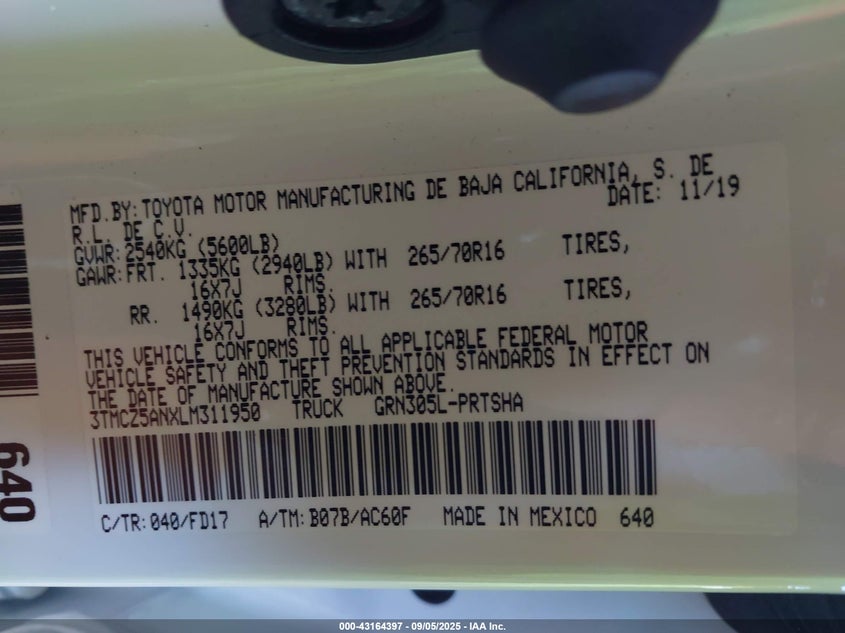 MFD.BY:TOYOTA MOTOR MANUFACTURING DE BAJA CALIFORNIA, S. DE
R.L. DE C.V. DATE: 11/19
GVWR:2540KG (5600LB)
GAWR:FRT. 1335KG (2940LB) WITH 265/70R16 TIRES,
16X7J RIMS.
RR. 1490KG (3280LB) WITH 265/70R16 TIRES,
16X7J RIMS.
THIS VEHICLE CONFORMS TO ALL APPLICABLE FEDERAL MOTOR
VEHICLE SAFETY AND THEFT PREVENTION STANDARDS IN EFFECT ON
THE DATE OF MANUFACTURE SHOWN ABOVE.
3TMCZ5ANXLM311950 TRUCK GRN305L-PRTSHA
C/TR:040/FD17 A/TM:B07B/AC60F MADE IN MEXICO 640
640
000-43164397 - 09/05/2025 - IAA Inc.